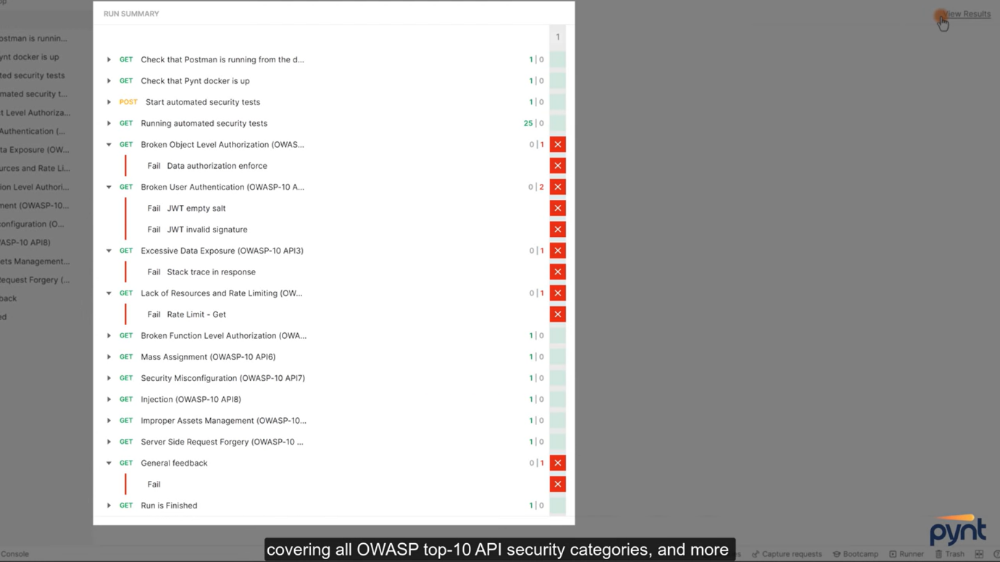 op
RUN SUMMARY
View Results
1
ostman is runnin...
ynt docker is up
ted security tests
mated security t...
t Level Authoriza...
Authentication (...
ta Exposure (OW...
urces and Rate Li...
ion Level Authori...
ment (OWASP-10...
configuration (O...
ASP-10 API8)
ets Management...
Request Forgery (...
back
ed
GET Check that Postman is running from the d... 1 | 0
GET Check that Pynt docker is up 1 | 0
POST Start automated security tests 1 | 0
GET Running automated security tests 25 | 0
GET Broken Object Level Authorization (OWAS... 0 | 1
Fail Data authorization enforce
GET Broken User Authentication (OWASP-10 A... 0 | 2
Fail JWT empty salt
Fail JWT invalid signature
GET Excessive Data Exposure (OWASP-10 API3) 0 | 1
Fail Stack trace in response
GET Lack of Resources and Rate Limiting (OW... 0 | 1
Fail Rate Limit - Get
GET Broken Function Level Authorization (OWA... 1 | 0
GET Mass Assignment (OWASP-10 API6) 1 | 0
GET Security Misconfiguration (OWASP-10 API7) 1 | 0
GET Injection (OWASP-10 API8) 1 | 0
GET Improper Assets Management (OWASP-10... 1 | 0
GET Server Side Request Forgery (OWASP-10 ... 1 | 0
GET General feedback 0 | 1
Fail
GET Run is Finished 1 | 0
pynt
covering all OWASP top-10 API security categories, and more
Console
es Capture requests Bootcamp Runner Trash